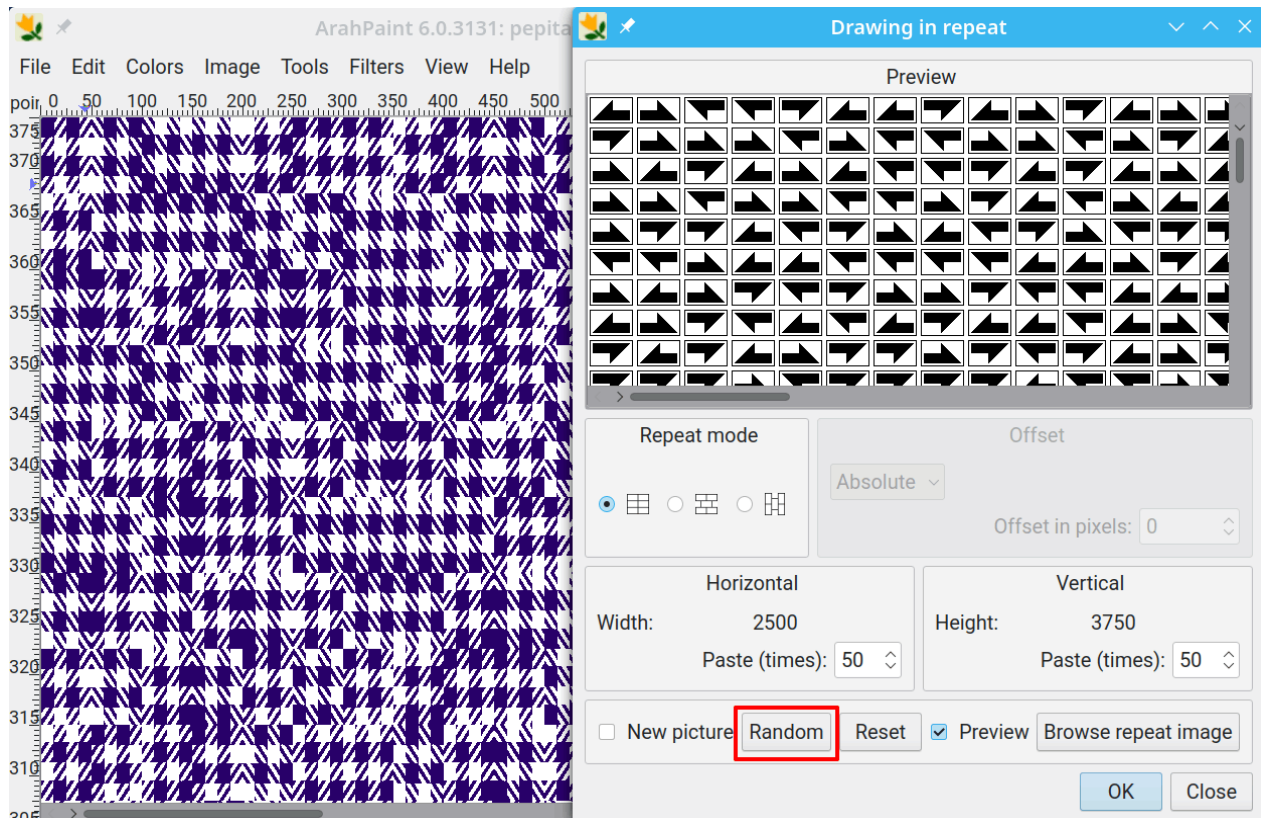 ArahPaint 6.0.3131: pepita
File Edit Colors Image Tools Filters View Help
0 50 100 150 200 250 300 350 400 450 500
375
370
365
360
355
350
345
340
335
330
325
320
315
310
Drawing in repeat
Preview
Repeat mode
Offset
Absolute
Offset in pixels: 0
Horizontal
Vertical
Width: 2500
Height: 3750
Paste (times): 50
Paste (times): 50
New picture Random Reset Preview Browse repeat image
OK Close